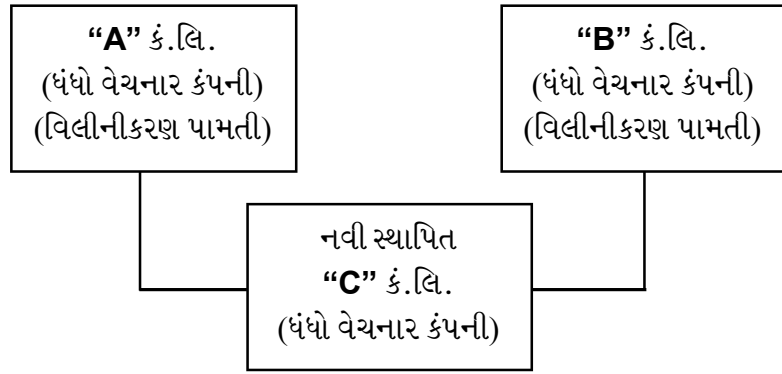 “A” કં.લિ.
(ધંધો વેચનાર કંપની)
(વિલીનીકરણ પામતી)
“B” કં.લિ.
(ધંધો વેચનાર કંપની)
(વિલીનીકરણ પામતી)
નવી સ્થાપિત
“C” કં.લિ.
(ધંધો વેચનાર કંપની)